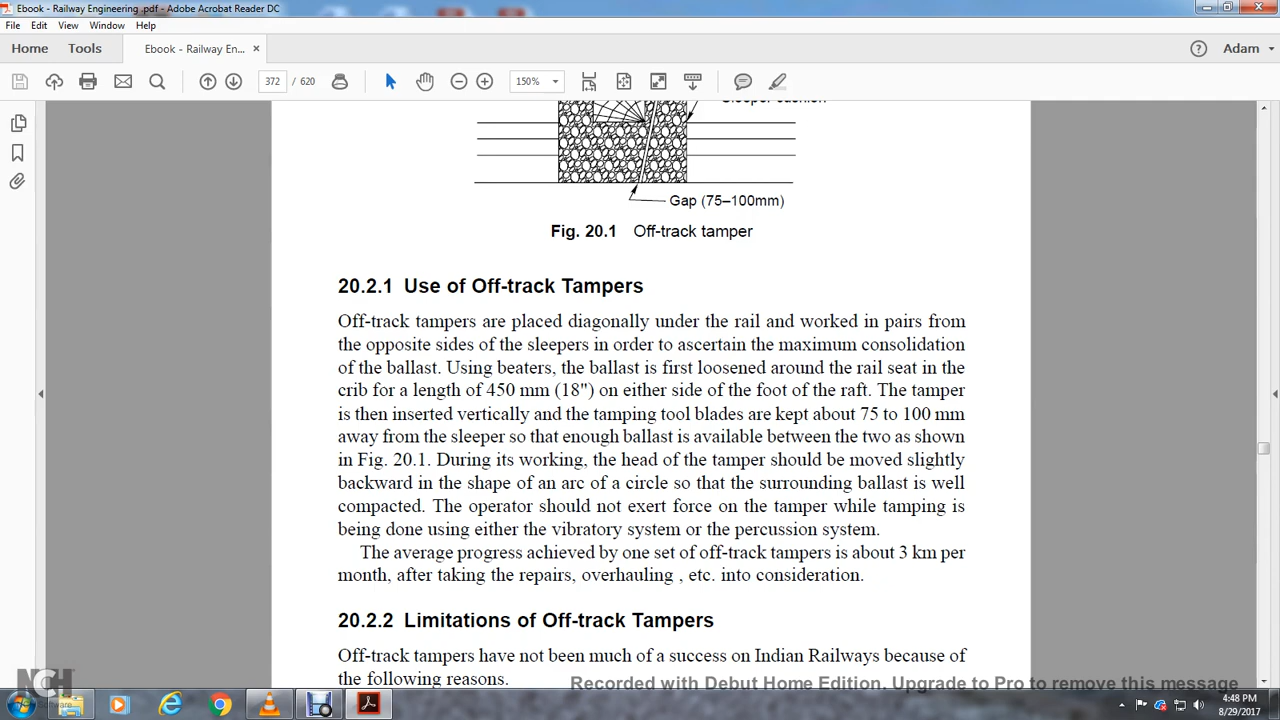 Ebook - Railway Engineering .pdf - Adobe Acrobat Reader DC
File Edit View Window Help
Home Tools Ebook - Railway En... × Adam
372 / 620 150%
Sleeper cushion
Gap (75–100mm)
Fig. 20.1 Off-track tamper
20.2.1 Use of Off-track Tampers
Off-track tampers are placed diagonally under the rail and worked in pairs from
the opposite sides of the sleepers in order to ascertain the maximum consolidation
of the ballast. Using beaters, the ballast is first loosened around the rail seat in the
crib for a length of 450 mm (18") on either side of the foot of the raft. The tamper
is then inserted vertically and the tamping tool blades are kept about 75 to 100 mm
away from the sleeper so that enough ballast is available between the two as shown
in Fig. 20.1. During its working, the head of the tamper should be moved slightly
backward in the shape of an arc of a circle so that the surrounding ballast is well
compacted. The operator should not exert force on the tamper while tamping is
being done using either the vibratory system or the percussion system.
The average progress achieved by one set of off-track tampers is about 3 km per
month, after taking the repairs, overhauling , etc. into consideration.
20.2.2 Limitations of Off-track Tampers
Off-track tampers have not been much of a success on Indian Railways because of
the following reasons.
Recorded with Debut Home Edition. Upgrade to Pro to remove this message
NCH
Software
4:48 PM
8/29/2017